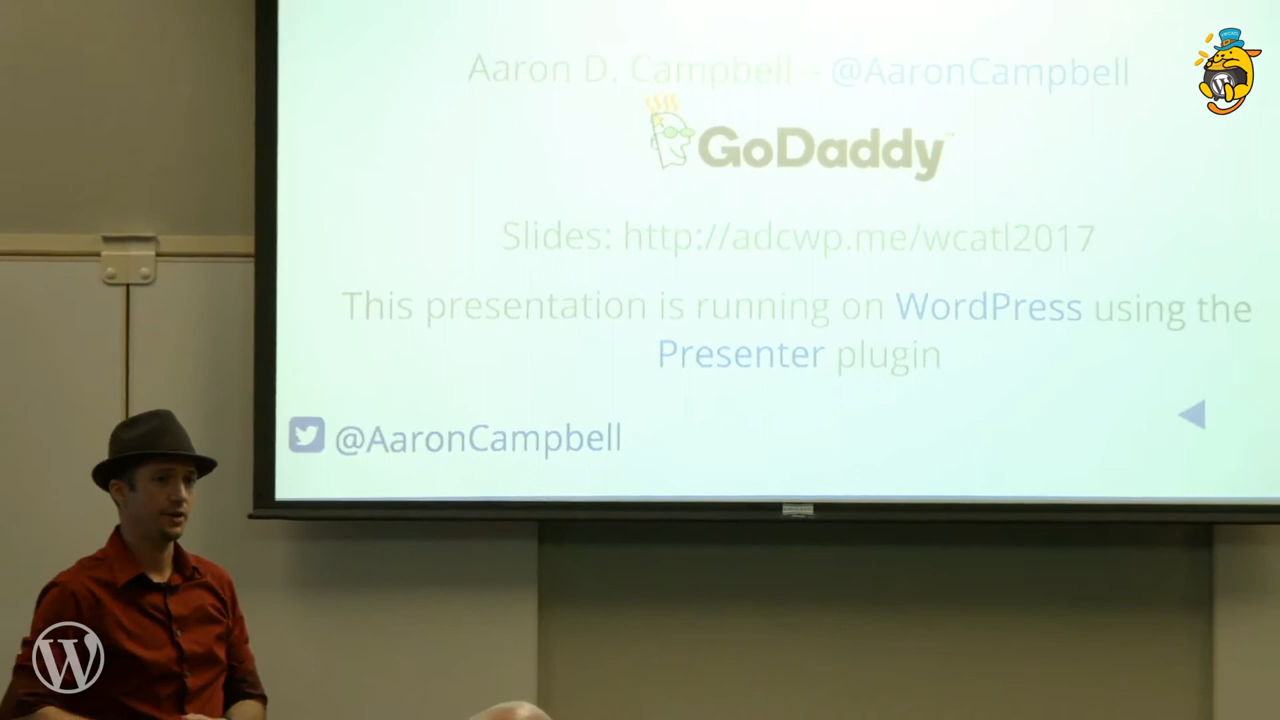 Aaron D. Campbell - @AaronCampbell
GoDaddy™
Slides: http://adcwp.me/wcatl2017
This presentation is running on WordPress using the
Presenter plugin
@AaronCampbell